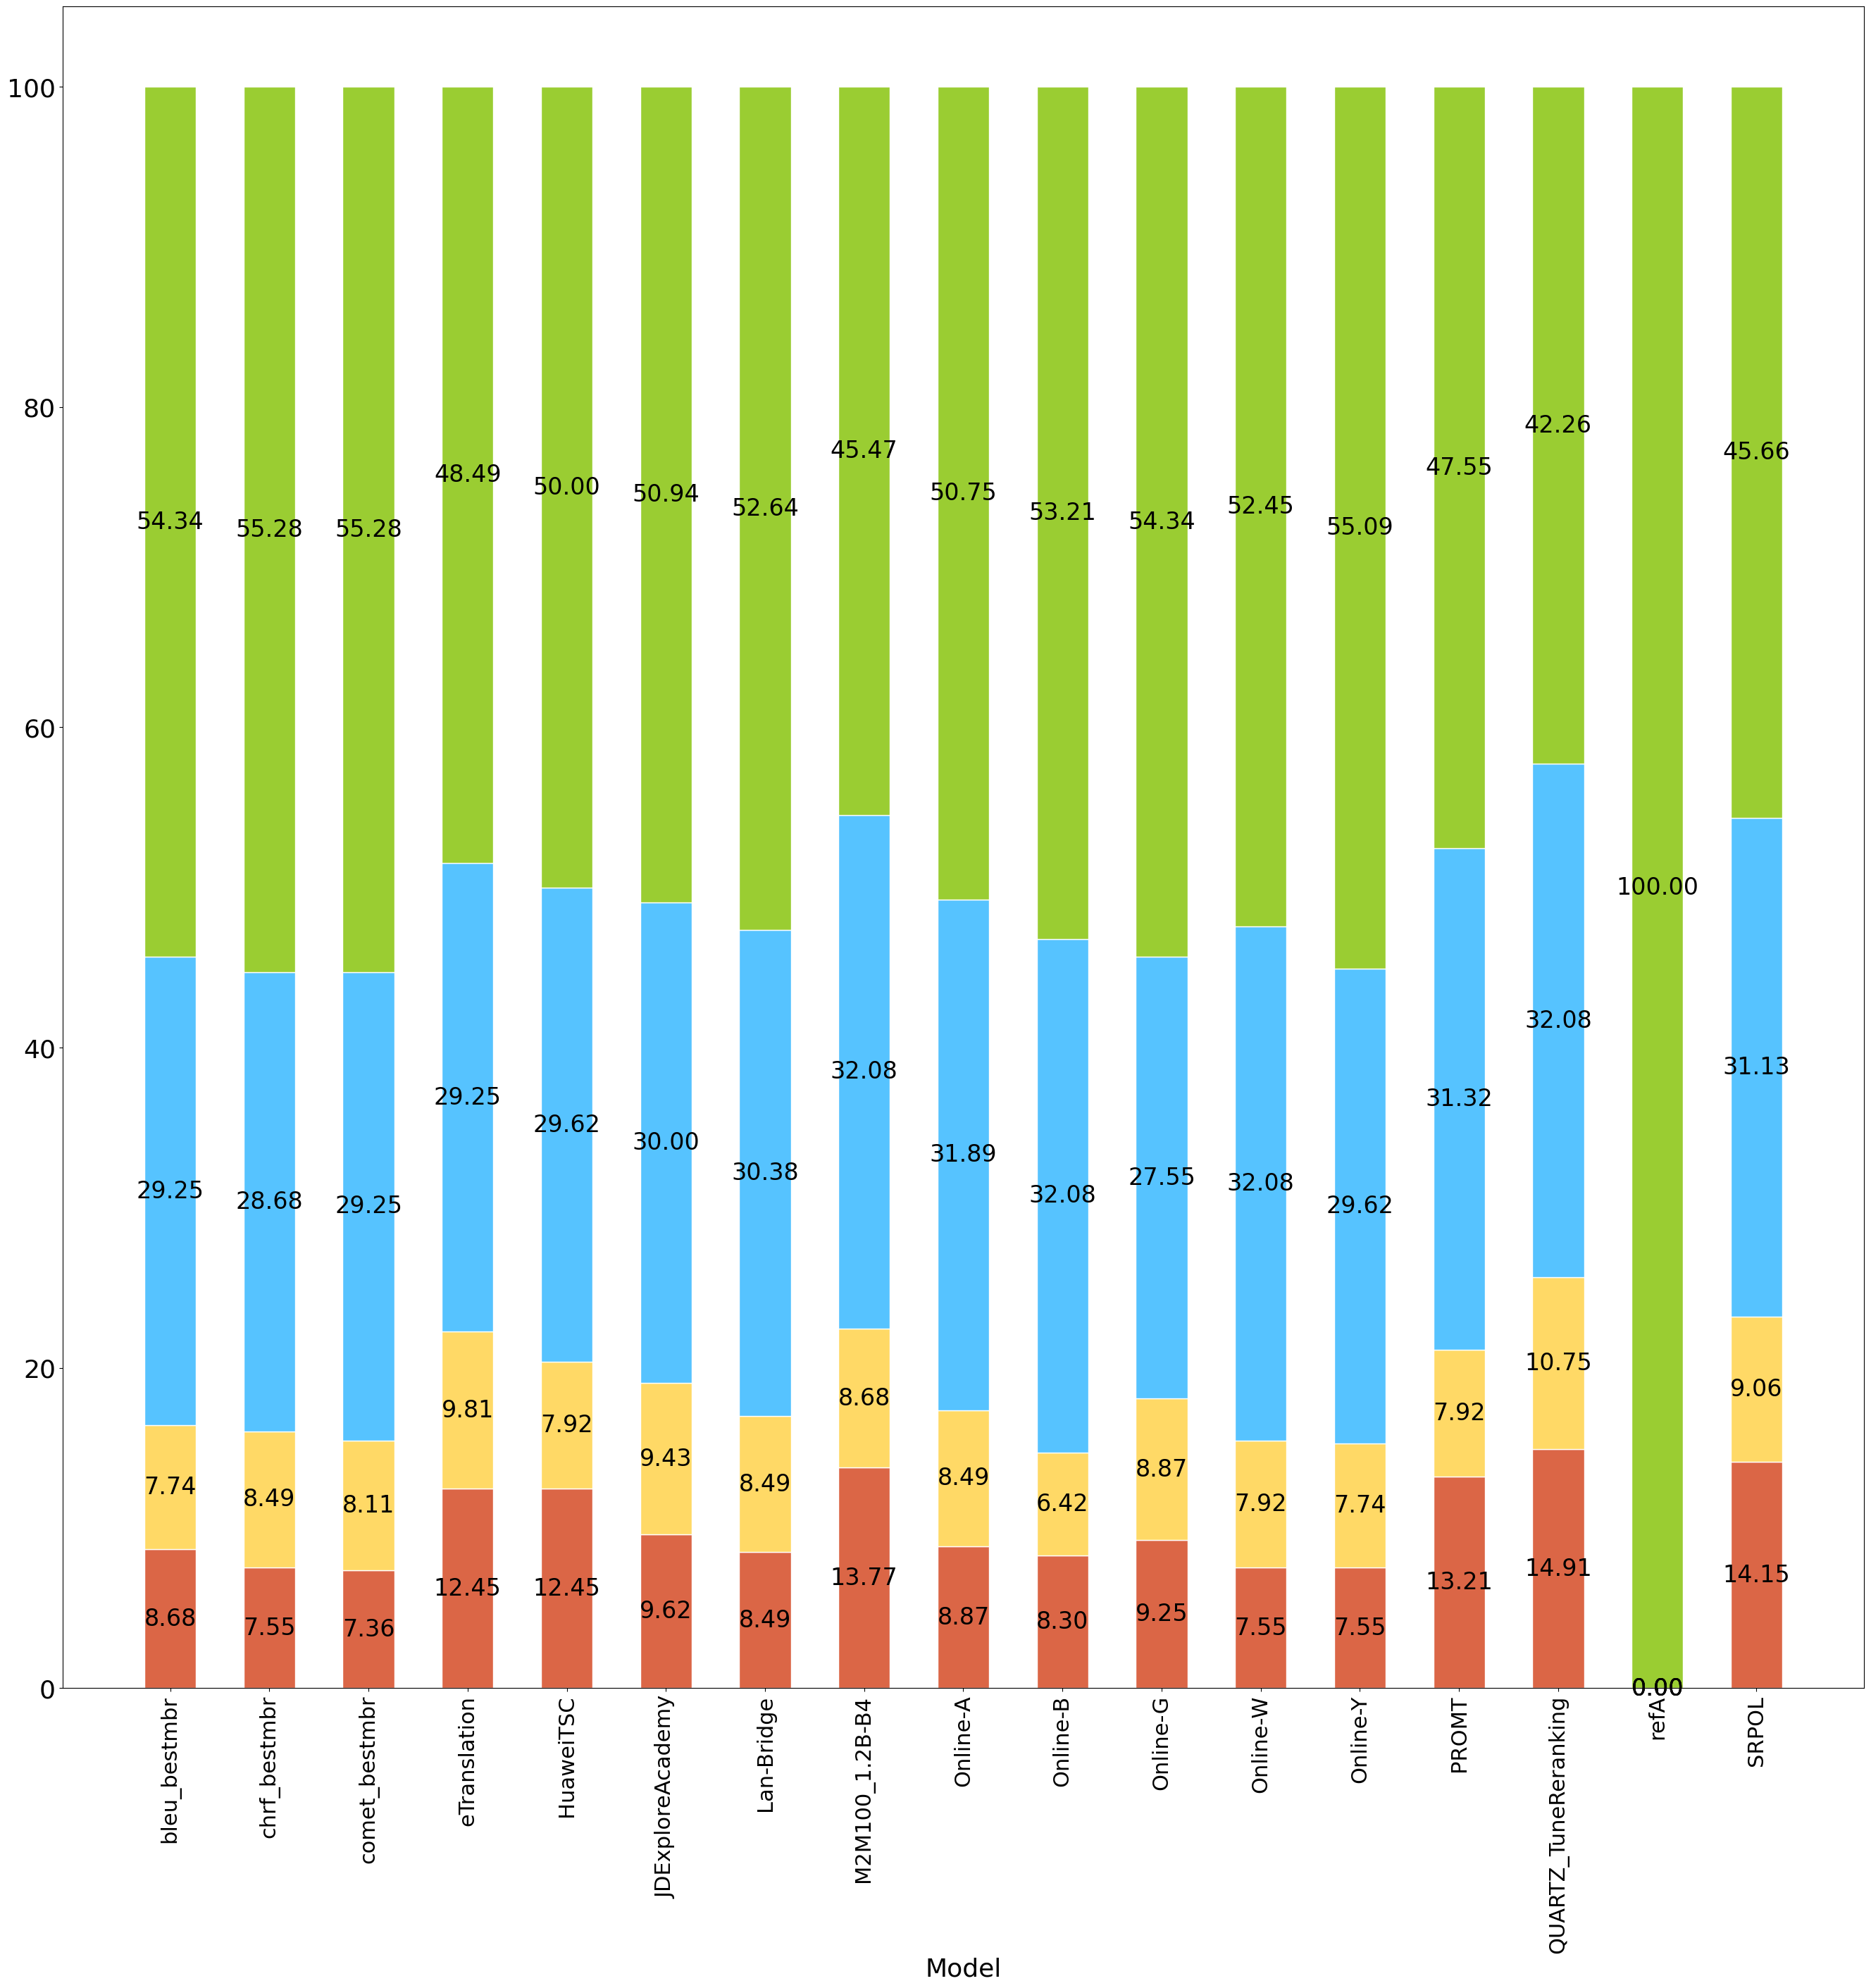 100
80
60
40
20
0
54.34 55.28 55.28 48.49 50.00 50.94 52.64 45.47 50.75 53.21 54.34 52.45 55.09 47.55 42.26 100.00 45.66
29.25 28.68 29.25 29.25 29.62 30.00 30.38 32.08 31.89 32.08 27.55 32.08 29.62 31.32 32.08 31.13
7.74 8.49 8.11 9.81 7.92 9.43 8.49 8.68 8.49 6.42 8.87 7.92 7.74 7.92 10.75 9.06
8.68 7.55 7.36 12.45 12.45 9.62 8.49 13.77 8.87 8.30 9.25 7.55 7.55 13.21 14.91 0.00 14.15
bleu_bestmbr
chrf_bestmbr
comet_bestmbr
eTranslation
HuaweiTSC
JDExploreAcademy
Lan-Bridge
M2M100_1.2B-B4
Online-A
Online-B
Online-G
Online-W
Online-Y
PROMT
QUARTZ_TuneReranking
refA
SRPOL
Model